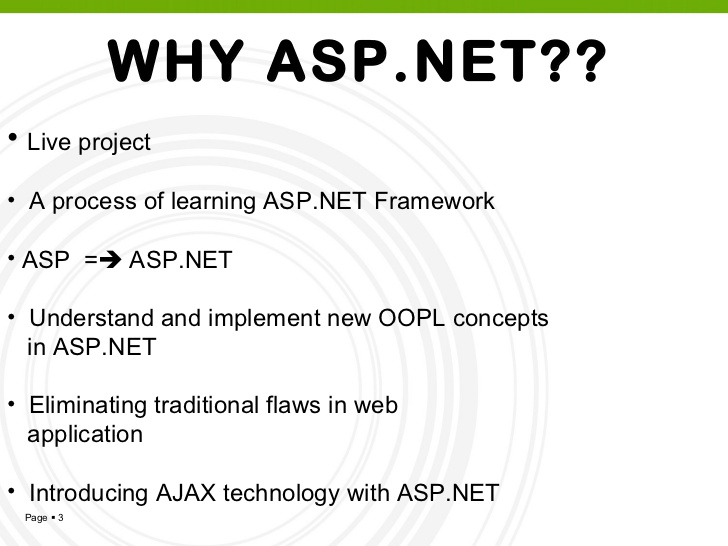 WHY ASP.NET??
• Live project
• A process of learning ASP.NET Framework
• ASP =➔ ASP.NET
• Understand and implement new OOPL concepts
in ASP.NET
• Eliminating traditional flaws in web
application
• Introducing AJAX technology with ASP.NET
Page ▪ 3